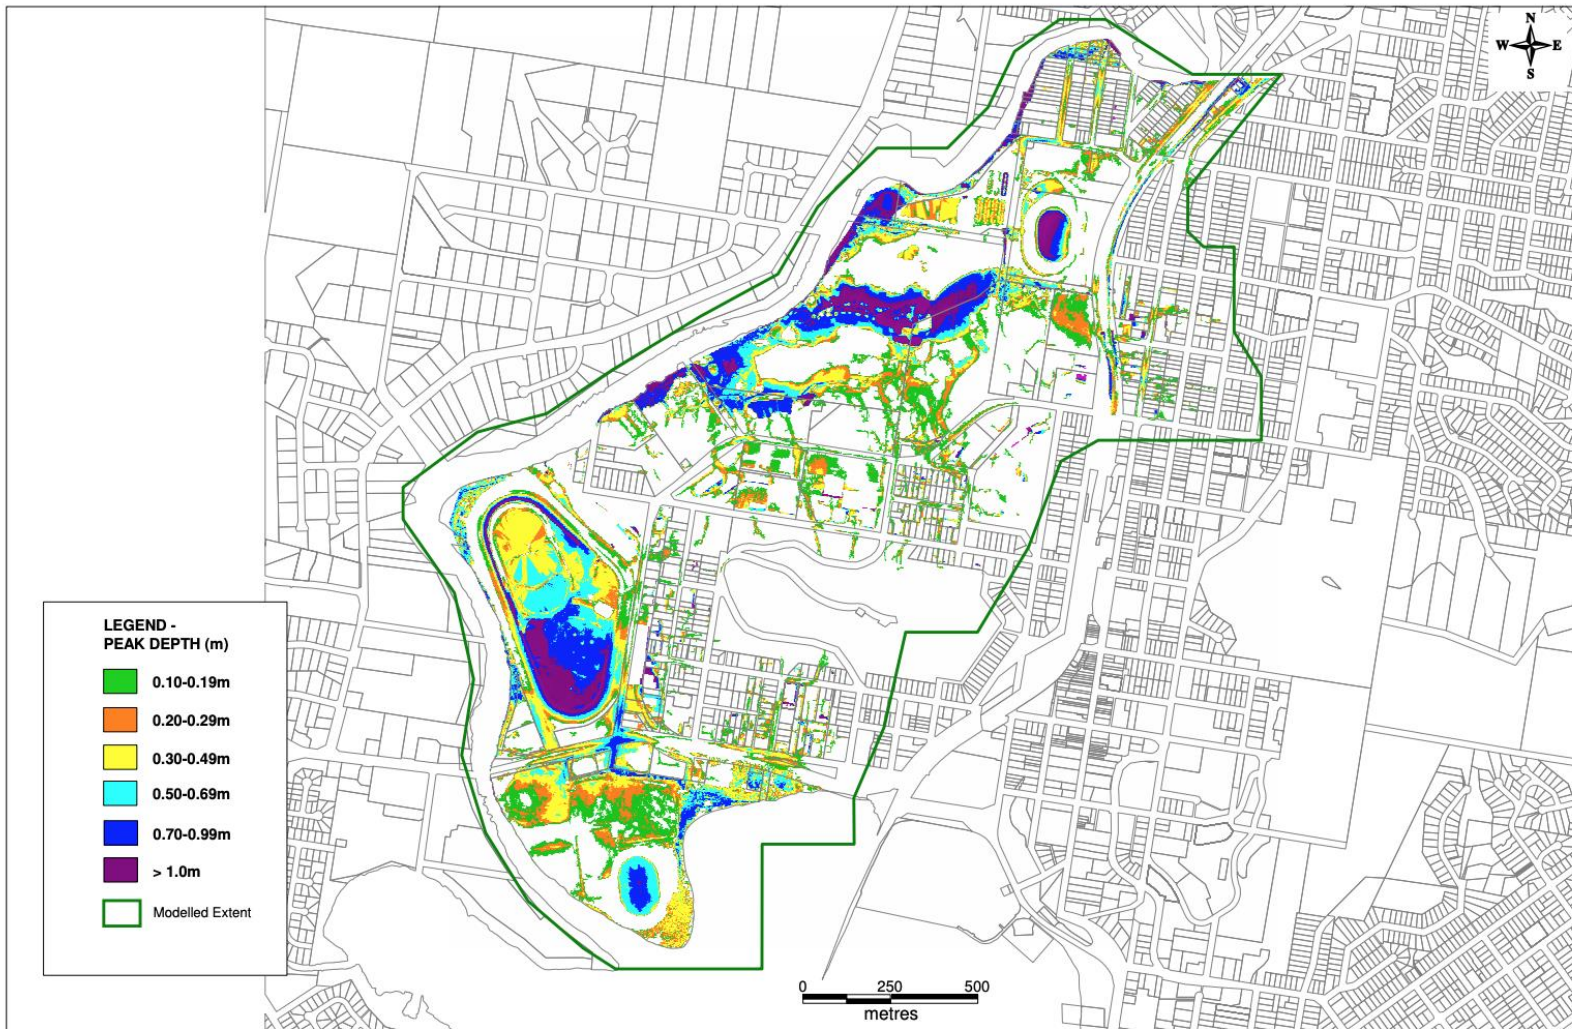 N
W E
S
LEGEND -
PEAK DEPTH (m)
0.10-0.19m
0.20-0.29m
0.30-0.49m
0.50-0.69m
0.70-0.99m
> 1.0m
Modelled Extent
0 250 500
metres